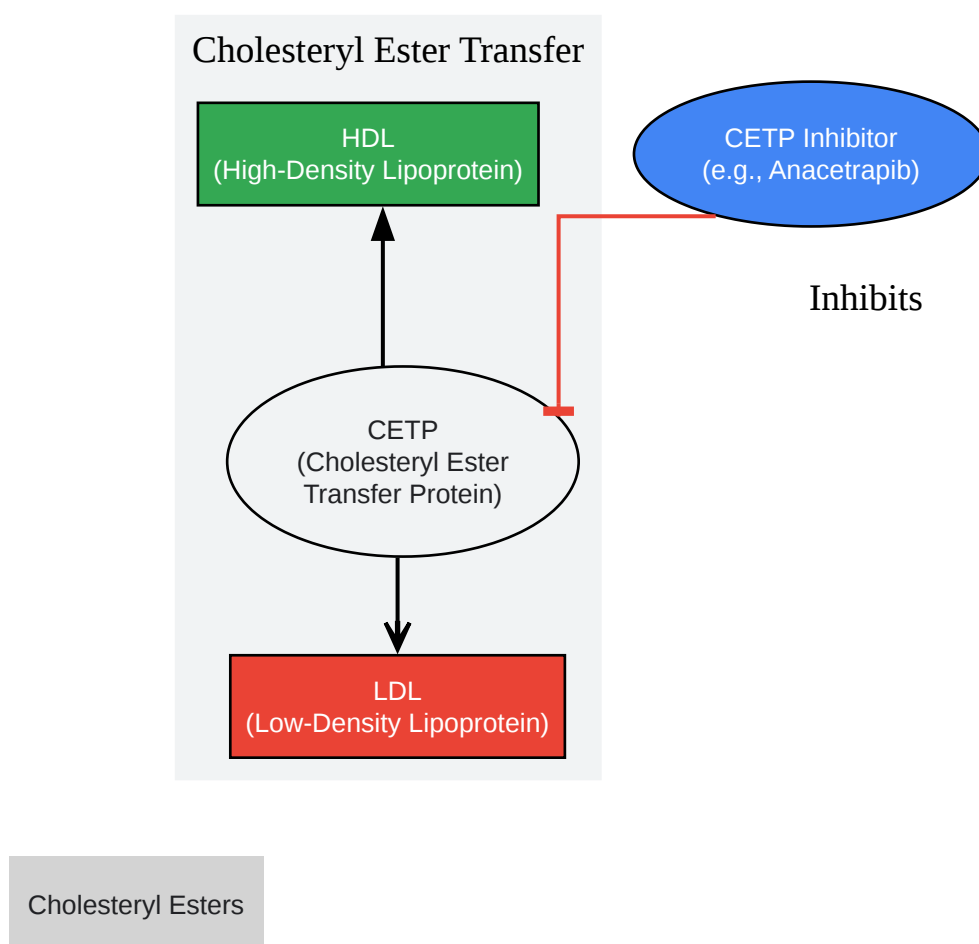 Cholesteryl Ester Transfer
HDL
(High-Density Lipoprotein)
CETP Inhibitor
(e.g., Anacetrapib)
Inhibits
CETP
(Cholesteryl Ester
Transfer Protein)
LDL
(Low-Density Lipoprotein)
Cholesteryl Esters